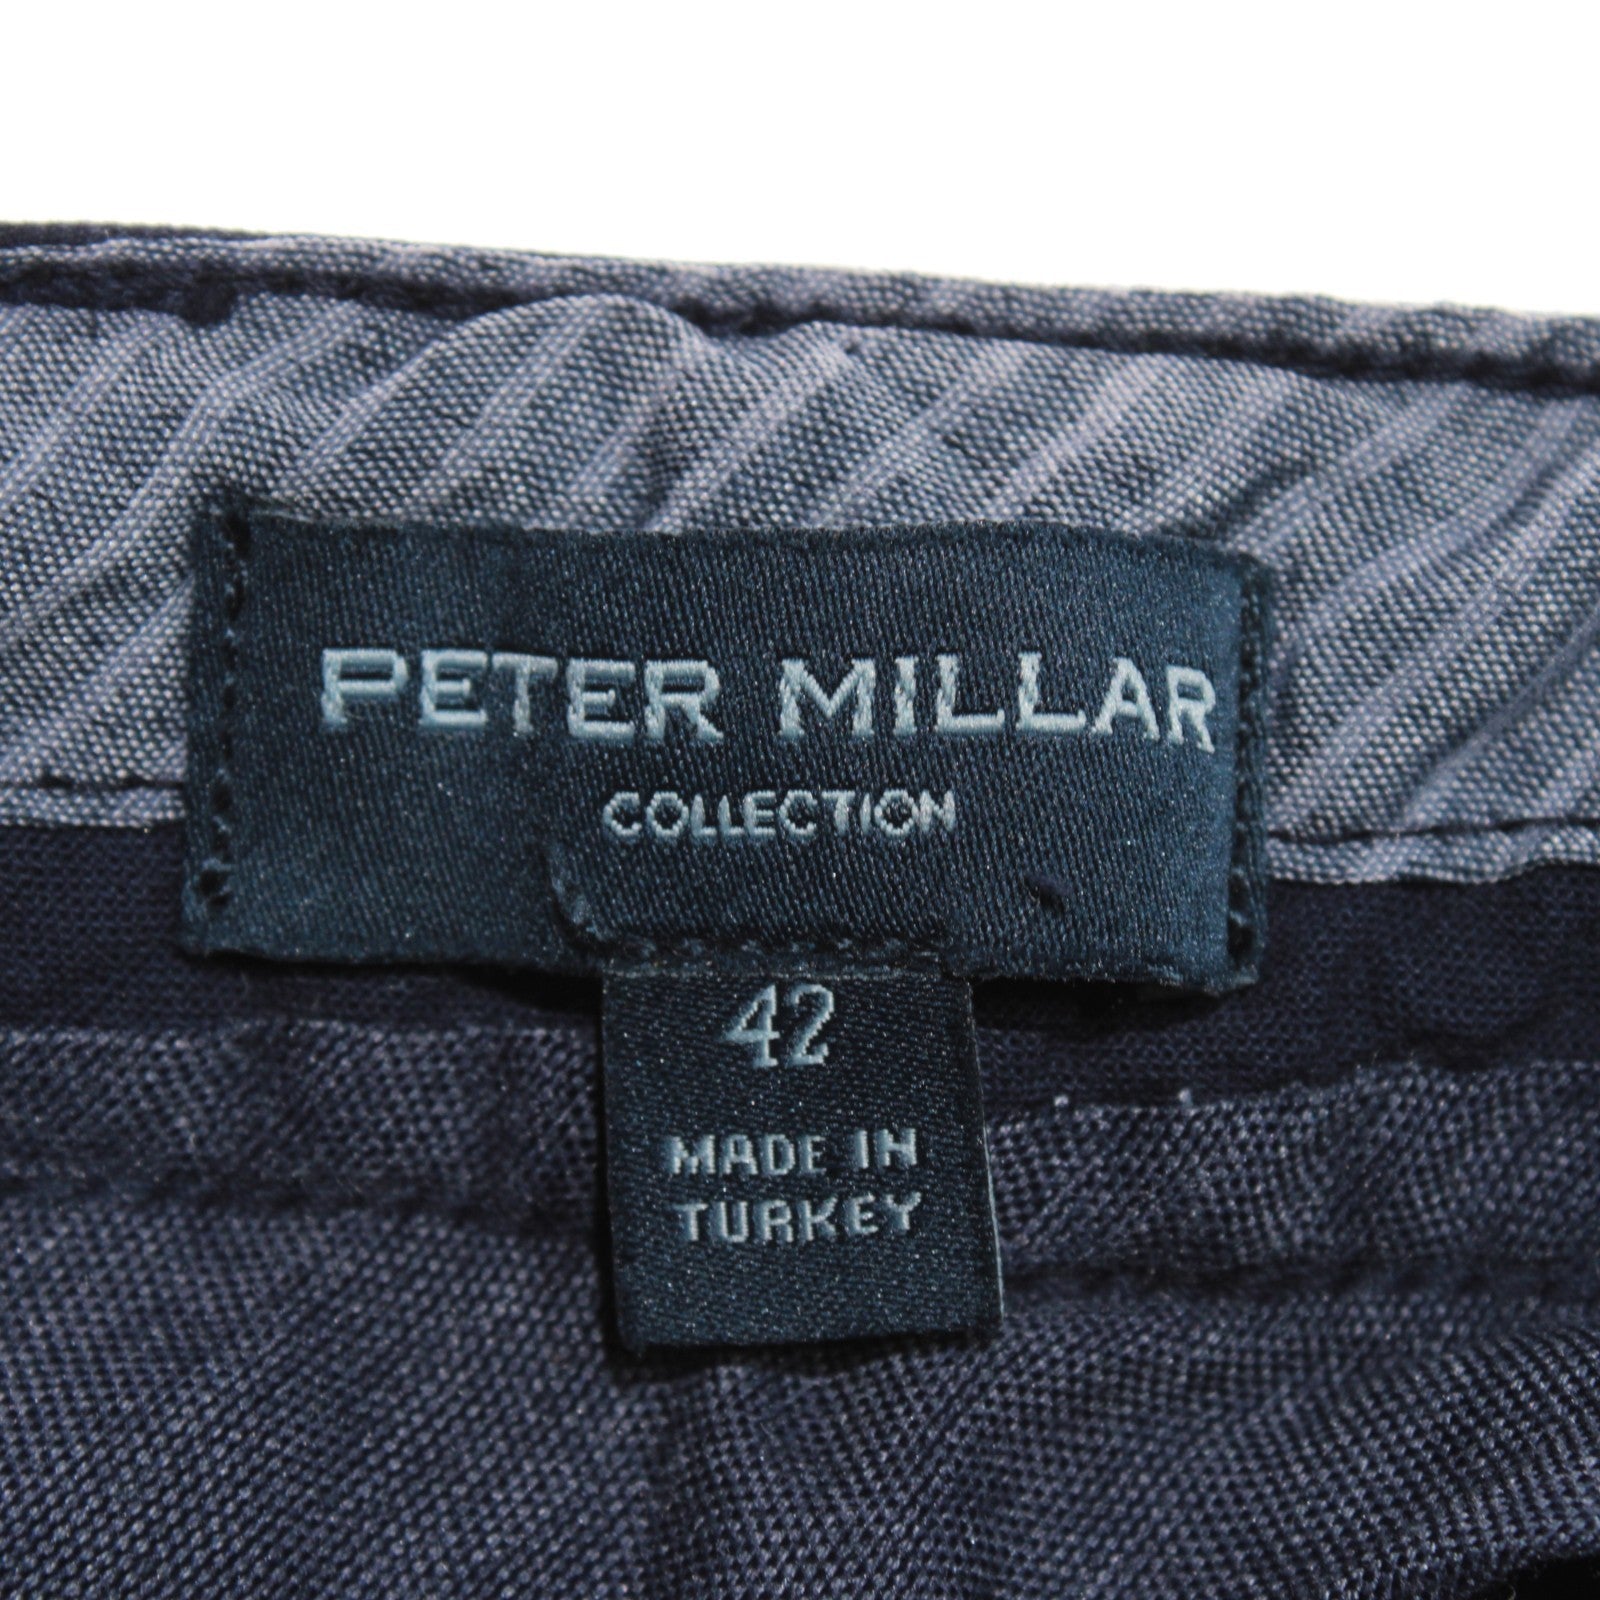 PETER MILLAR
COLLECTION
42
MADE IN
TURKEY